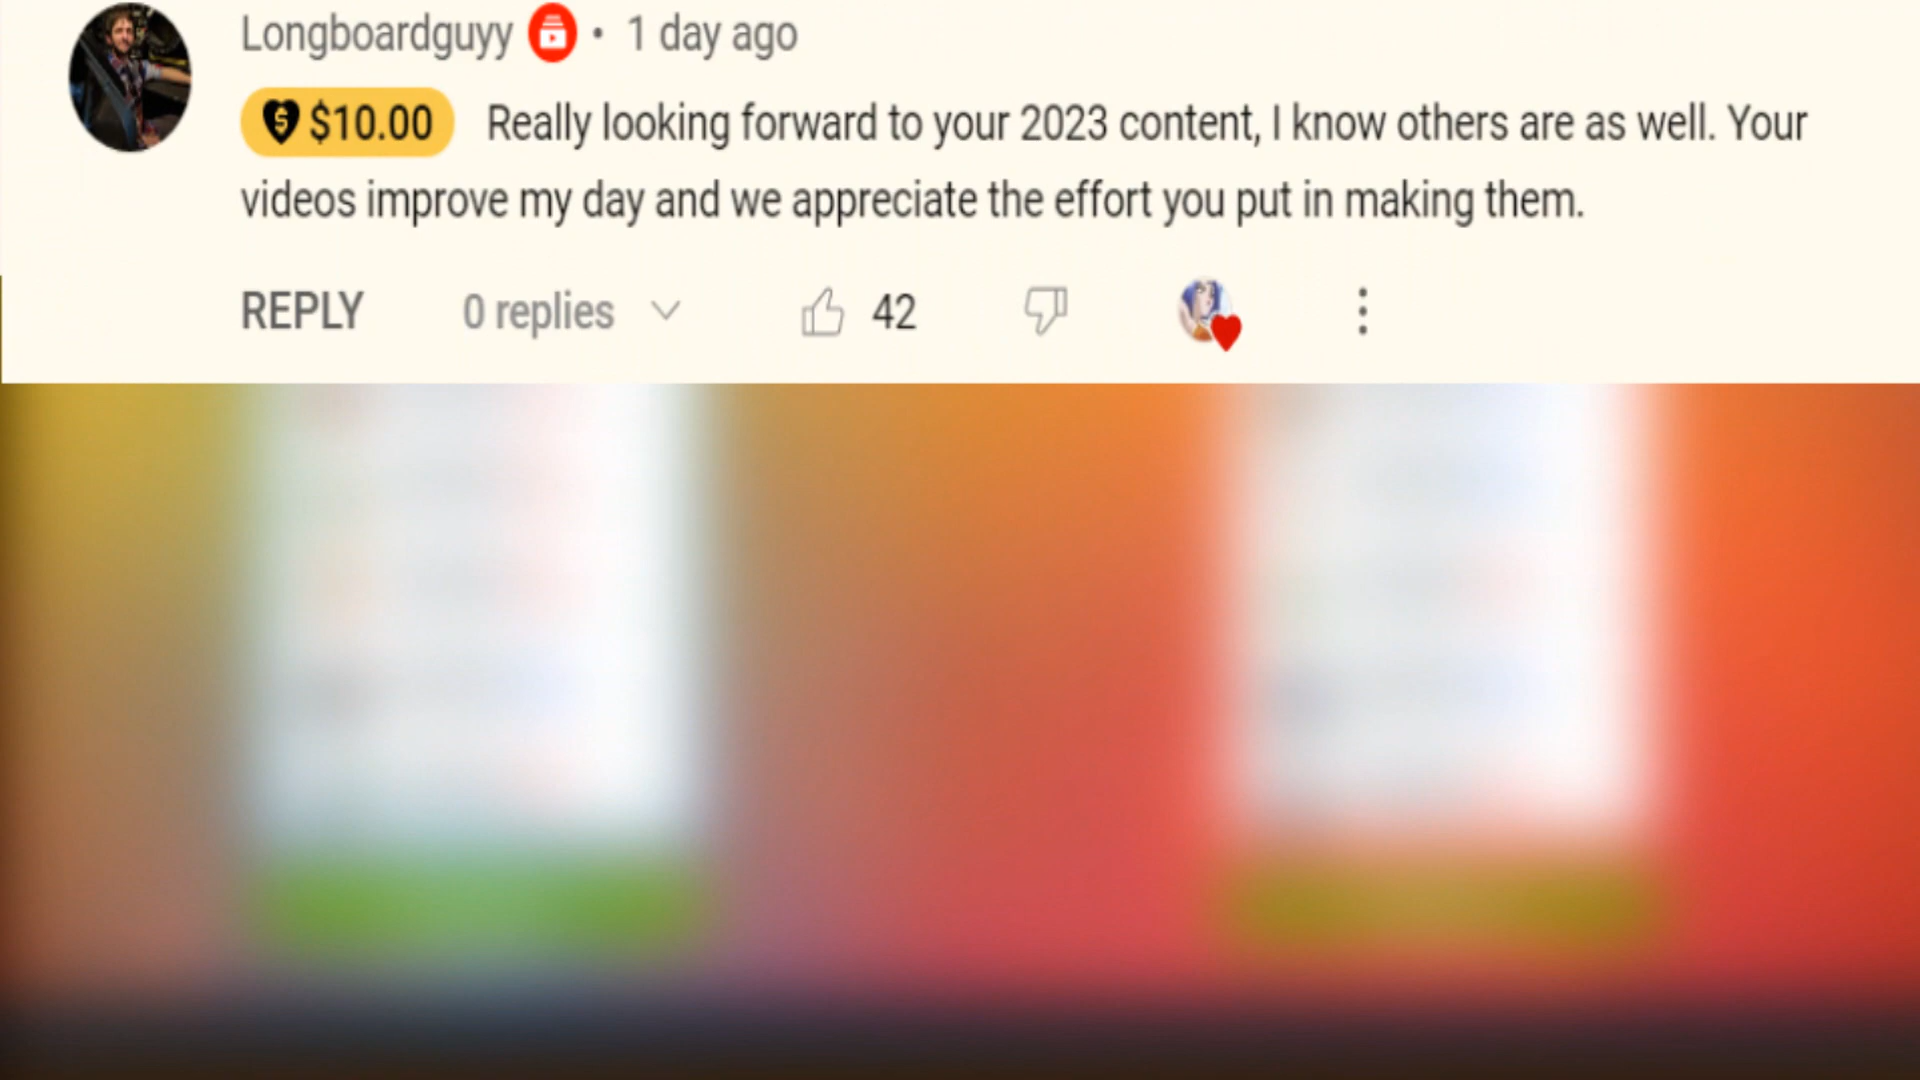 Longboardguyy • 1 day ago
$10.00 Really looking forward to your 2023 content, I know others are as well. Your
videos improve my day and we appreciate the effort you put in making them.
REPLY 0 replies 42